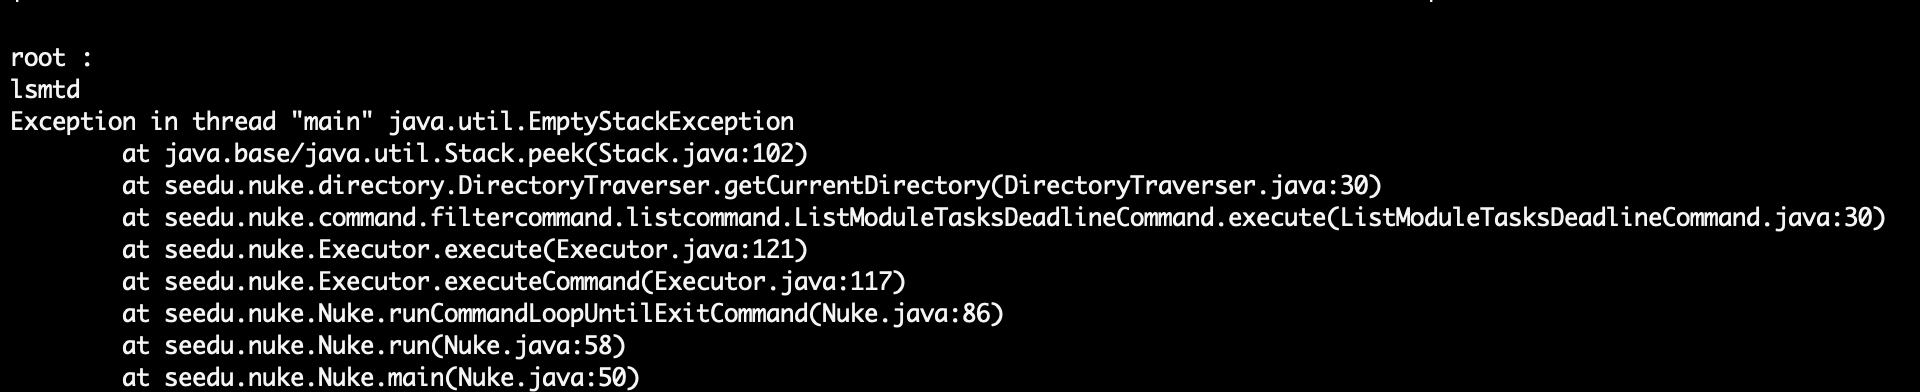 root :
lsmtd
Exception in thread "main" java.util.EmptyStackException
        at java.base/java.util.Stack.peek(Stack.java:102)
        at seedu.nuke.directory.DirectoryTraverser.getCurrentDirectory(DirectoryTraverser.java:30)
        at seedu.nuke.command.filtercommand.listcommand.ListModuleTasksDeadlineCommand.execute(ListModuleTasksDeadlineCommand.java:30)
        at seedu.nuke.Executor.execute(Executor.java:121)
        at seedu.nuke.Executor.executeCommand(Executor.java:117)
        at seedu.nuke.Nuke.runCommandLoopUntilExitCommand(Nuke.java:86)
        at seedu.nuke.Nuke.run(Nuke.java:58)
        at seedu.nuke.Nuke.main(Nuke.java:50)